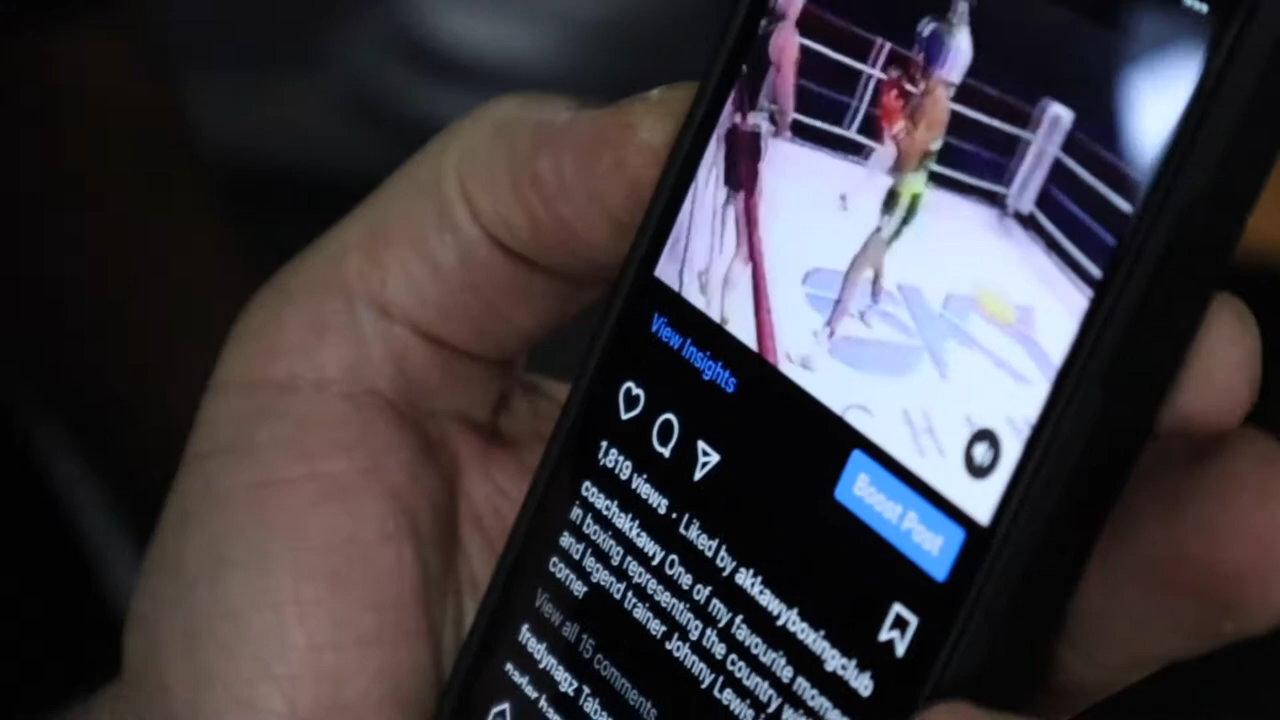 View Insights
Boost Post
1,819 views · Liked by akkawyboxingclub
coachakkawy One of my favourite
in boxing representing the country
and legend trainer Johnny Lewis
corner
View all 15 comments
fredynagz